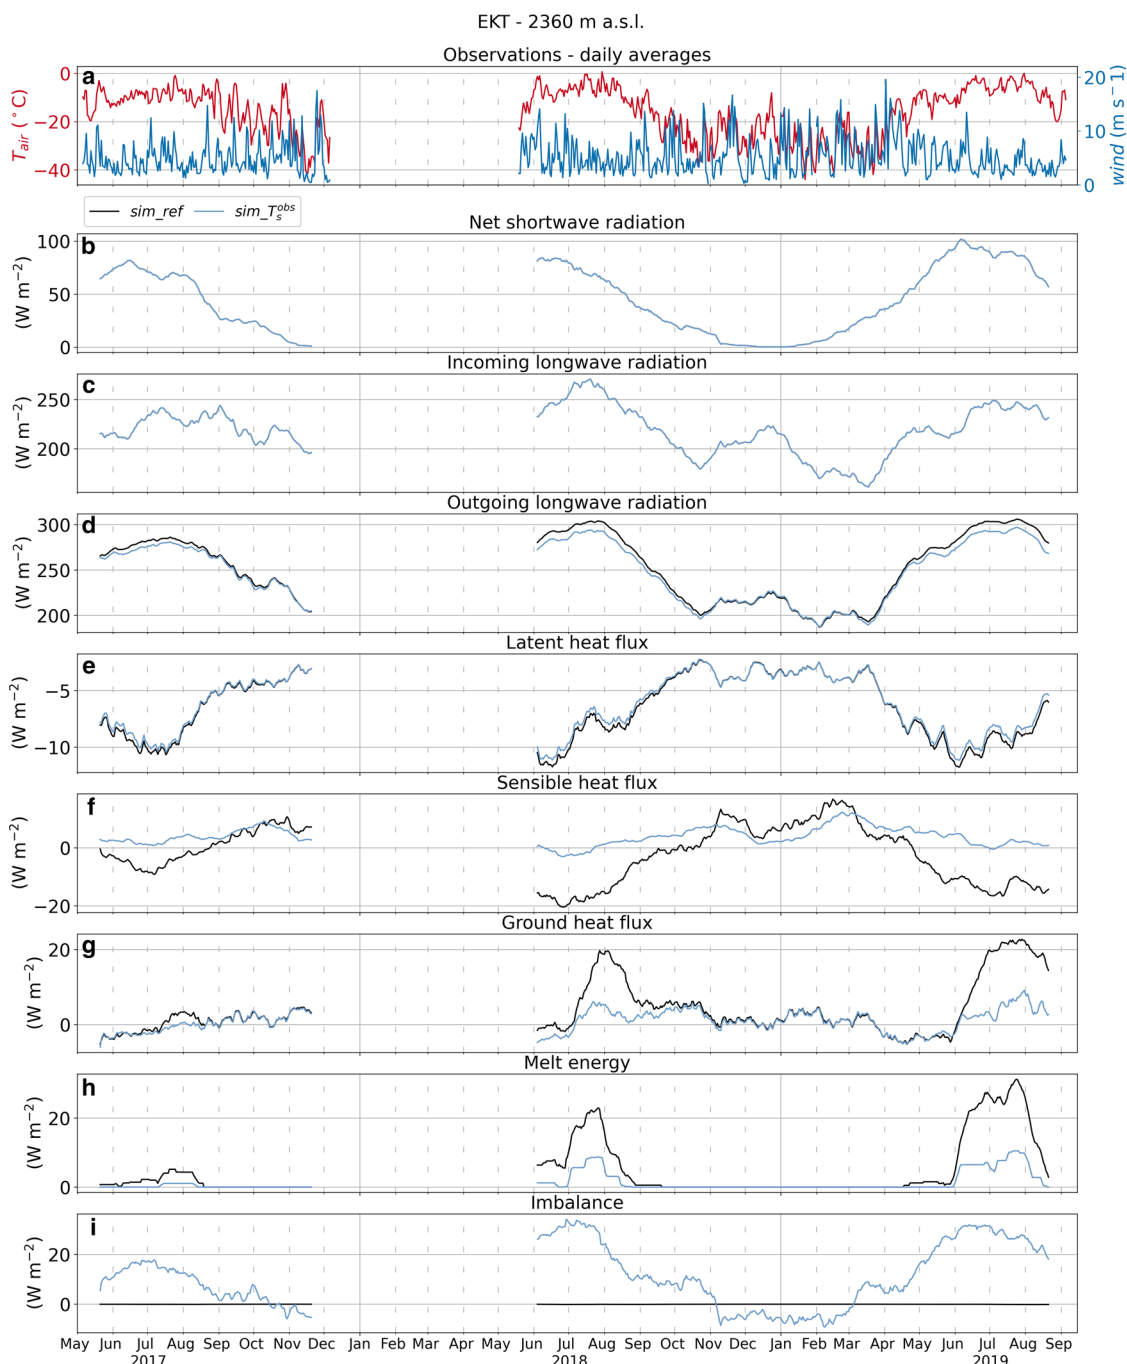 EKT - 2360 m a.s.l.
Observations - daily averages
a
0
−20
−40
T_air (°C)
20
10
0
wind (m s−1)
sim_ref sim_T_s^obs
Net shortwave radiation
b
100
50
0
(W m⁻²)
Incoming longwave radiation
c
250
200
(W m⁻²)
Outgoing longwave radiation
d
300
250
200
(W m⁻²)
Latent heat flux
e
−5
−10
(W m⁻²)
Sensible heat flux
f
0
−20
(W m⁻²)
Ground heat flux
g
20
0
(W m⁻²)
Melt energy
h
20
0
(W m⁻²)
Imbalance
i
20
0
(W m⁻²)
May Jun Jul Aug Sep Oct Nov Dec Jan Feb Mar Apr May Jun Jul Aug Sep Oct Nov Dec Jan Feb Mar Apr May Jun Jul Aug Sep
2017 2018 2019